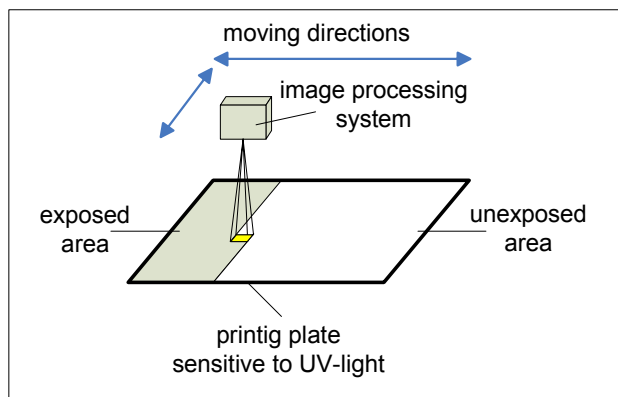 moving directions
image processing
system
exposed
area
unexposed
area
printig plate
sensitive to UV-light